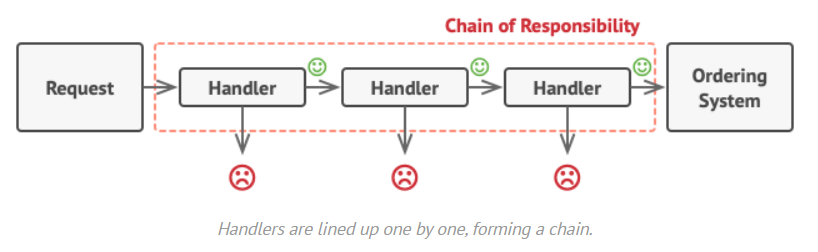 Chain of Responsibility
Request
Handler
Handler
Handler
Ordering
System
Handlers are lined up one by one, forming a chain.